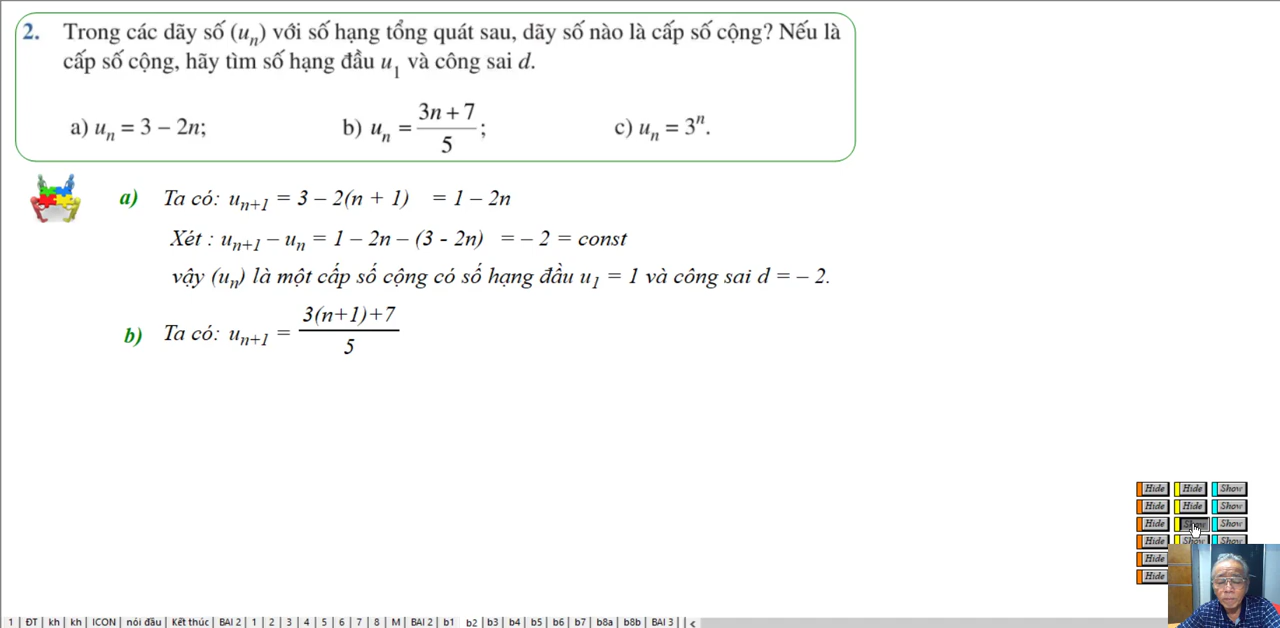 2. Trong các dãy số (uₙ) với số hạng tổng quát sau, dãy số nào là cấp số cộng? Nếu là
cấp số cộng, hãy tìm số hạng đầu u₁ và công sai d.
a) uₙ = 3 – 2n; b) uₙ = (3n + 7)/5; c) uₙ = 3ⁿ.
a) Ta có: uₙ₊₁ = 3 – 2(n + 1) = 1 – 2n
Xét : uₙ₊₁ – uₙ = 1 – 2n – (3 - 2n) = – 2 = const
vậy (uₙ) là một cấp số cộng có số hạng đầu u₁ = 1 và công sai d = – 2.
b) Ta có: uₙ₊₁ = (3(n+1)+7)/5
Hide Hide Show
Hide Hide Show
Hide Show Show
Hide Show Show
Hide
Hide
1 | ĐT | kh | kh | ICON | nói đầu | Kết thúc | BAI 2 | 1 | 2 | 3 | 4 | 5 | 6 | 7 | 8 | M | BAI 2 | b1 b2 | b3 | b4 | b5 | b6 | b7 | b8a | b8b | BAI 3 | | <